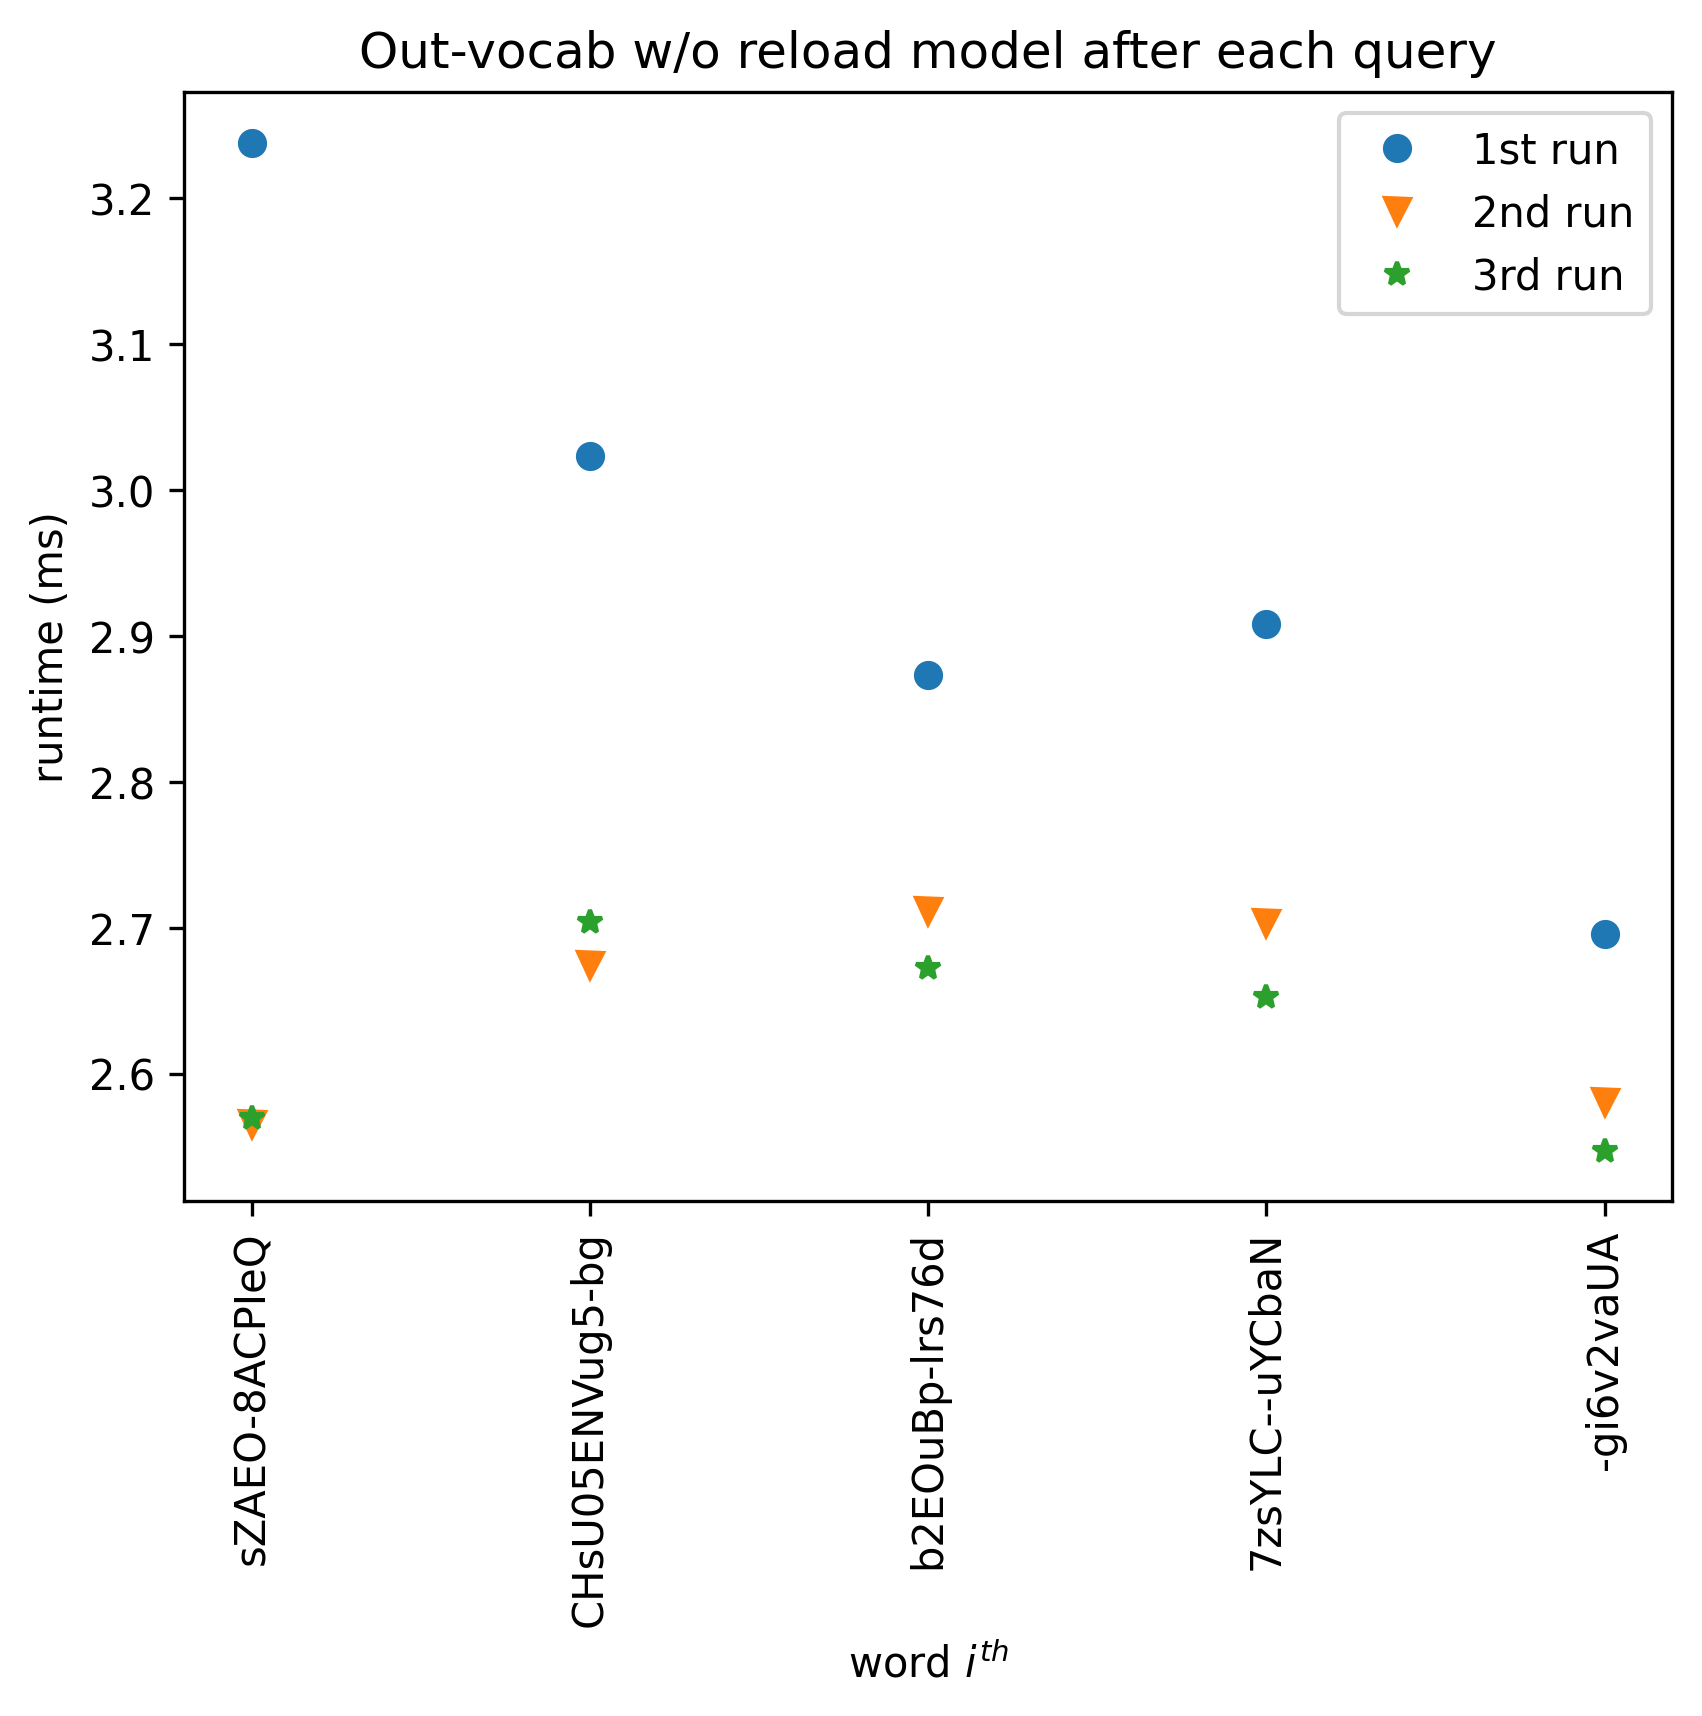 Out-vocab w/o reload model after each query
1st run
2nd run
3rd run
3.2
3.1
3.0
2.9
2.8
2.7
2.6
runtime (ms)
sZAEO-8ACPIeQ
CHsU05ENVug5-bg
b2EOuBp-lrs76d
7zsYLC--uYCbaN
-gi6v2vaUA
word i^th